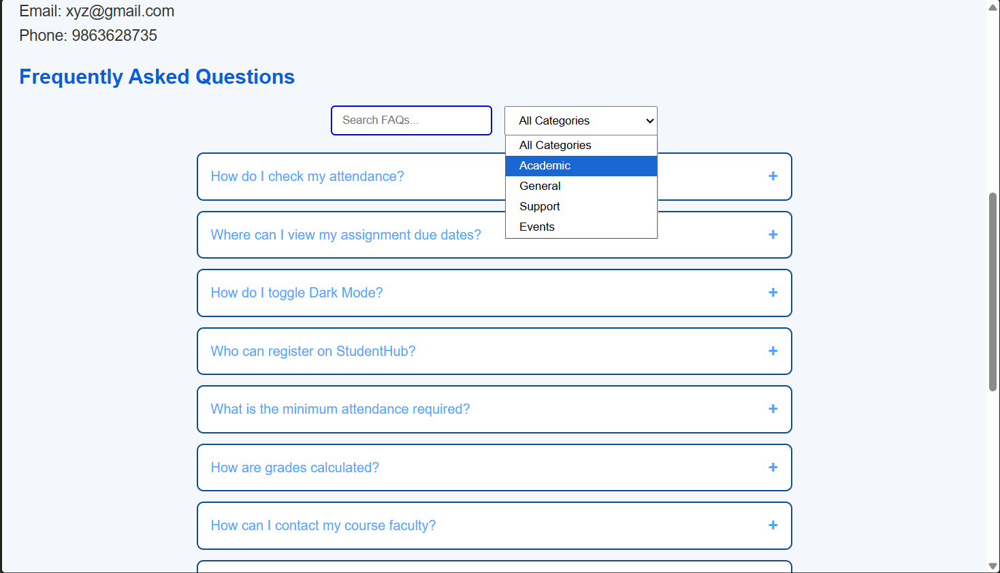 Email: xyz@gmail.com
Phone: 9863628735
Frequently Asked Questions
Search FAQs...
All Categories
All Categories
Academic
General
Support
Events
How do I check my attendance?
+
Where can I view my assignment due dates?
+
How do I toggle Dark Mode?
+
Who can register on StudentHub?
+
What is the minimum attendance required?
+
How are grades calculated?
+
How can I contact my course faculty?
+